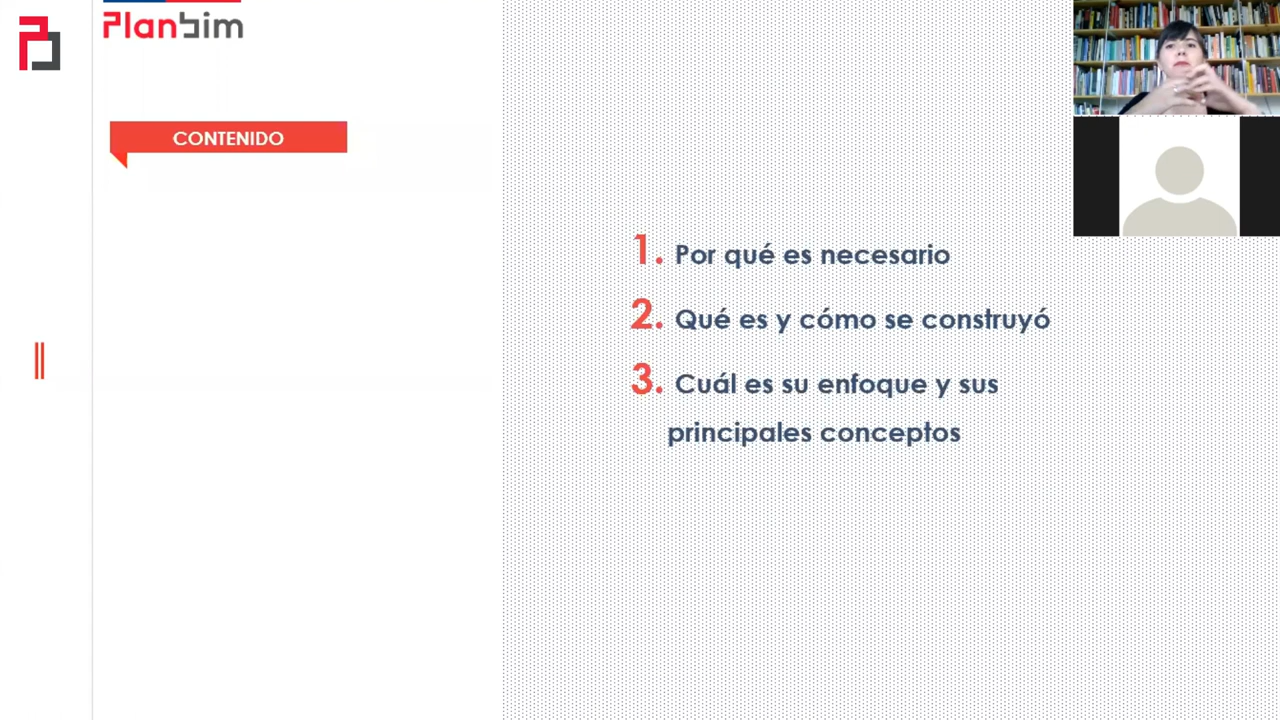 Planbim
CONTENIDO
1. Por qué es necesario
2. Qué es y cómo se construyó
3. Cuál es su enfoque y sus
principales conceptos